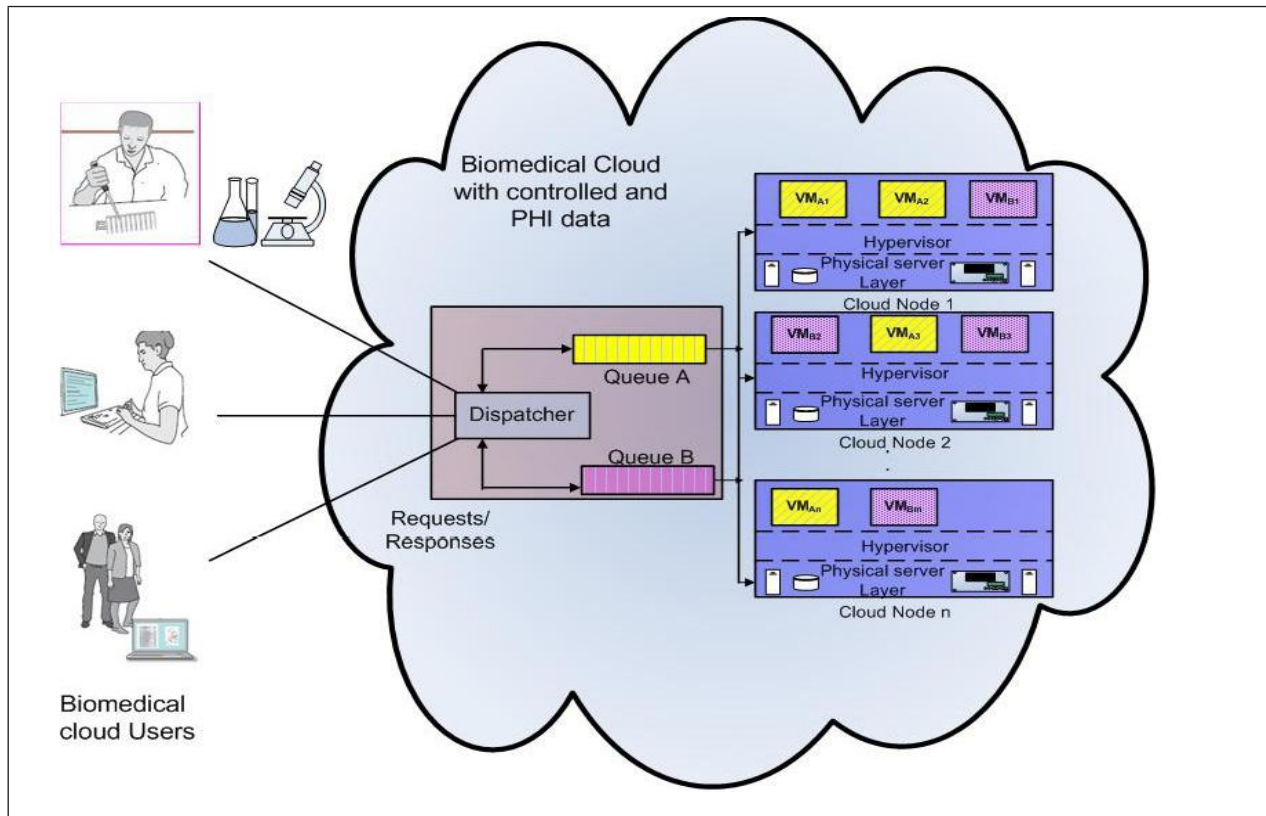 Biomedical Cloud
with controlled and
PHI data
VMA1
VMA2
VMB1
Hypervisor
Physical server
Layer
Cloud Node 1
VMB2
VMA3
VMB3
Hypervisor
Physical server
Layer
Cloud Node 2
Queue A
Dispatcher
Queue B
Requests/
Responses
VMAn
VMBm
Hypervisor
Physical server
Layer
Cloud Node n
Biomedical
cloud Users